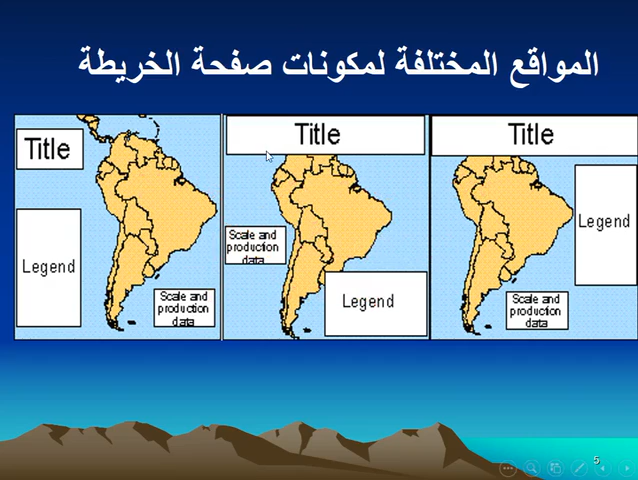 المواقع المختلفة لمكونات صفحة الخريطة
Title
Legend
Scale and
production
data
Title
Scale and
production
data
Legend
Title
Legend
Scale and
production
data
5